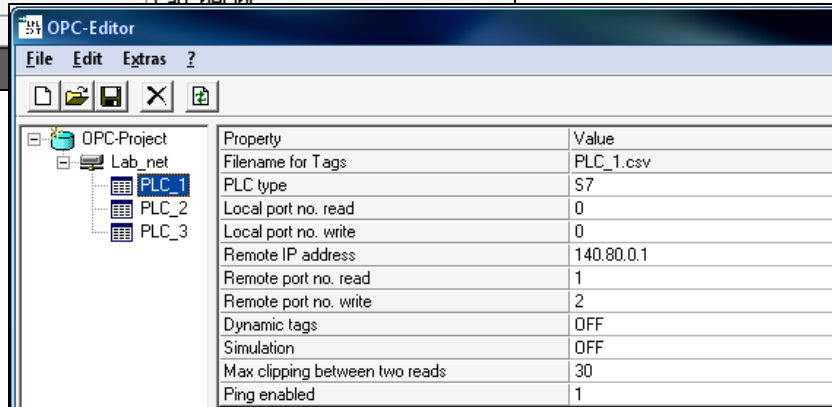 OPC-Editor
File Edit Extras ?
OPC-Project
Lab_net
PLC_1
PLC_2
PLC_3
Property Value
Filename for Tags PLC_1.csv
PLC type S7
Local port no. read 0
Local port no. write 0
Remote IP address 140.80.0.1
Remote port no. read 1
Remote port no. write 2
Dynamic tags OFF
Simulation OFF
Max clipping between two reads 30
Ping enabled 1